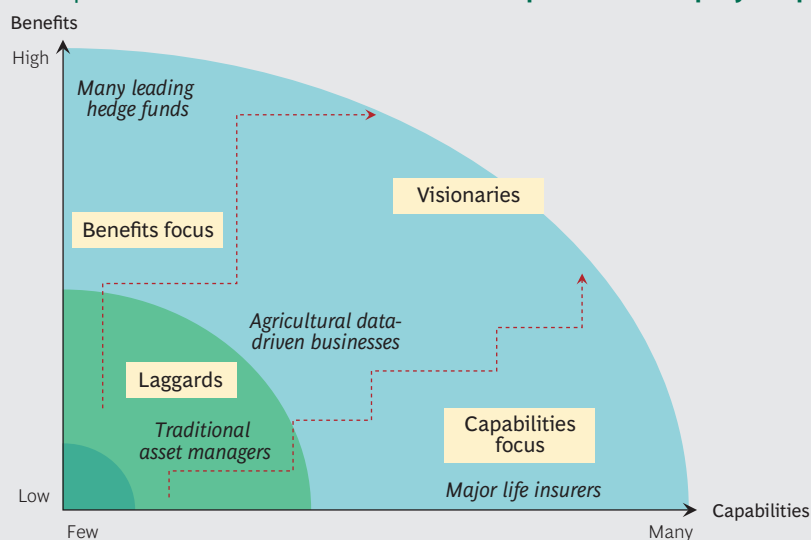 Benefits
High
Many leading
hedge funds
Visionaries
Benefits focus
Agricultural data-
driven businesses
Laggards
Traditional
asset managers
Capabilities
focus
Major life insurers
Low
Capabilities
Few
Many